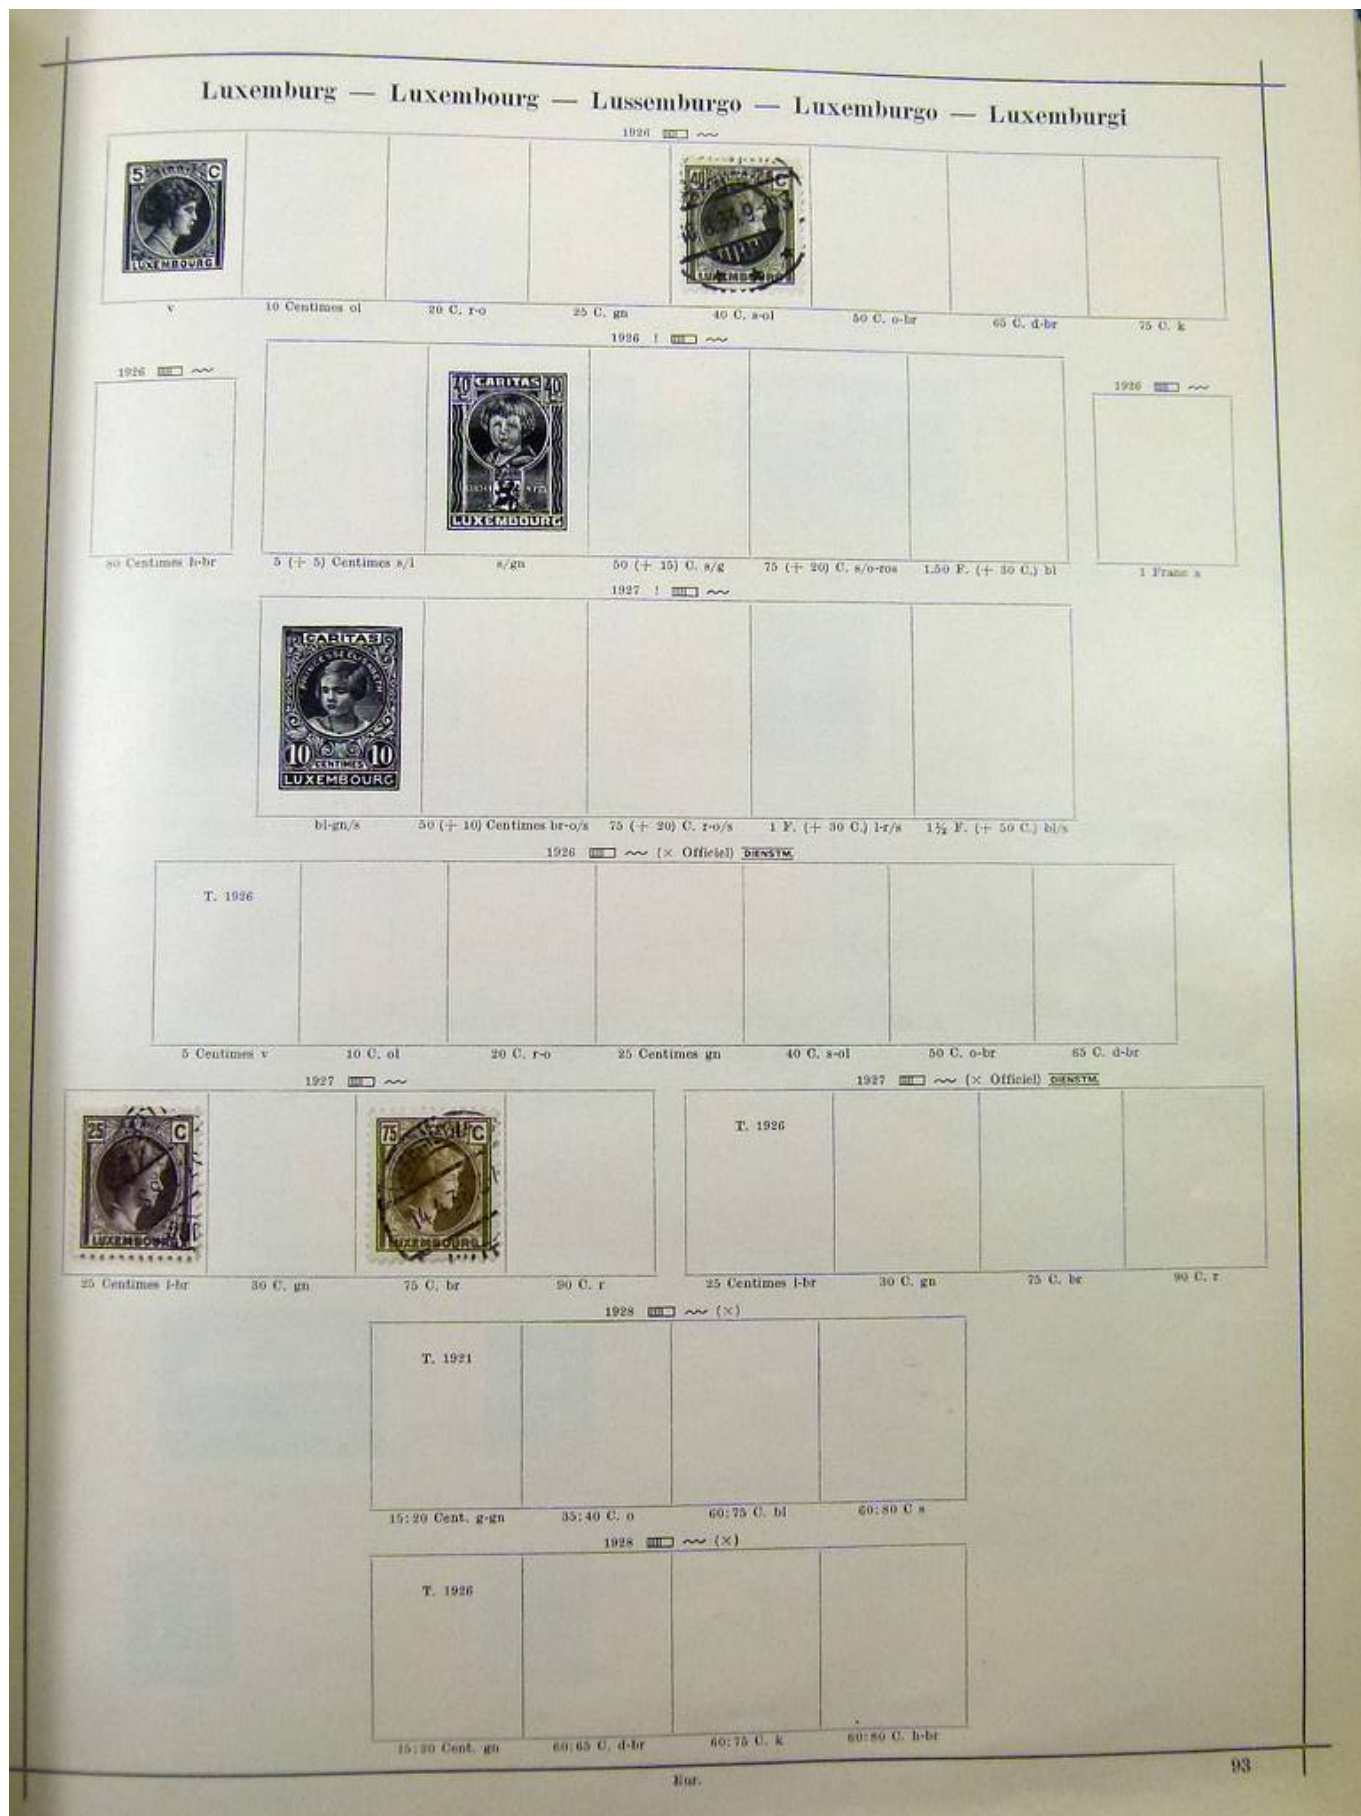 Luxemburg — Luxembourg — Lussemburgo — Luxemburgo — Luxemburgi
1926
5 C
LUXEMBOURG
40 C
LUXEMBOURG
v 10 Centimes ol 20 C. r-o 25 C. gn 40 C. s-ol 50 C. o-br 65 C. d-br 75 C. k
1926 !
1926
1926
40 CARITAS 40
LUXEMBOURG
80 Centimes h-br 5 (+ 5) Centimes s/l s/gn 50 (+ 15) C. s/g 75 (+ 20) C. s/o-ros 1.50 F. (+ 30 C.) bl 1 Franc s
1927 !
CARITAS
PRINCESSE ELISABETH
10 CENTIMES 10
LUXEMBOURG
bl-gn/s 50 (+ 10) Centimes br-o/s 75 (+ 20) C. r-o/s 1 F. (+ 30 C.) l-r/s 1½ F. (+ 50 C.) bl/s
1926 (× Officiel) DIENSTM.
T. 1926
5 Centimes v 10 C. ol 20 C. r-o 25 Centimes gn 40 C. s-ol 50 C. o-br 65 C. d-br
1927
1927 (× Officiel) DIENSTM.
25 C
LUXEMBOURG
75 C
LUXEMBOURG
T. 1926
25 Centimes l-br 30 C. gn 75 C. br 90 C. r 25 Centimes l-br 30 C. gn 75 C. br 90 C. r
1928 (×)
T. 1921
15:20 Cent. g-gn 35:40 C. o 60:75 C. bl 60:80 C s
1928 (×)
T. 1926
15:20 Cent. gn 60:65 C. d-br 60:75 C. k 60:80 C. h-br
Eur.
93